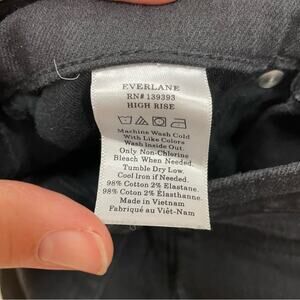 EVERLANE
RN# 139393
HIGH RISE
Machine Wash Cold
With Like Colors
Wash Inside Out.
Only Non-Chlorine
Bleach When Needed.
Tumble Dry Low.
Cool Iron if Needed.
98% Cotton 2% Elastane.
98% Cotton 2% Élasthanne.
Made in Vietnam
Fabriqué au Viêt-Nam